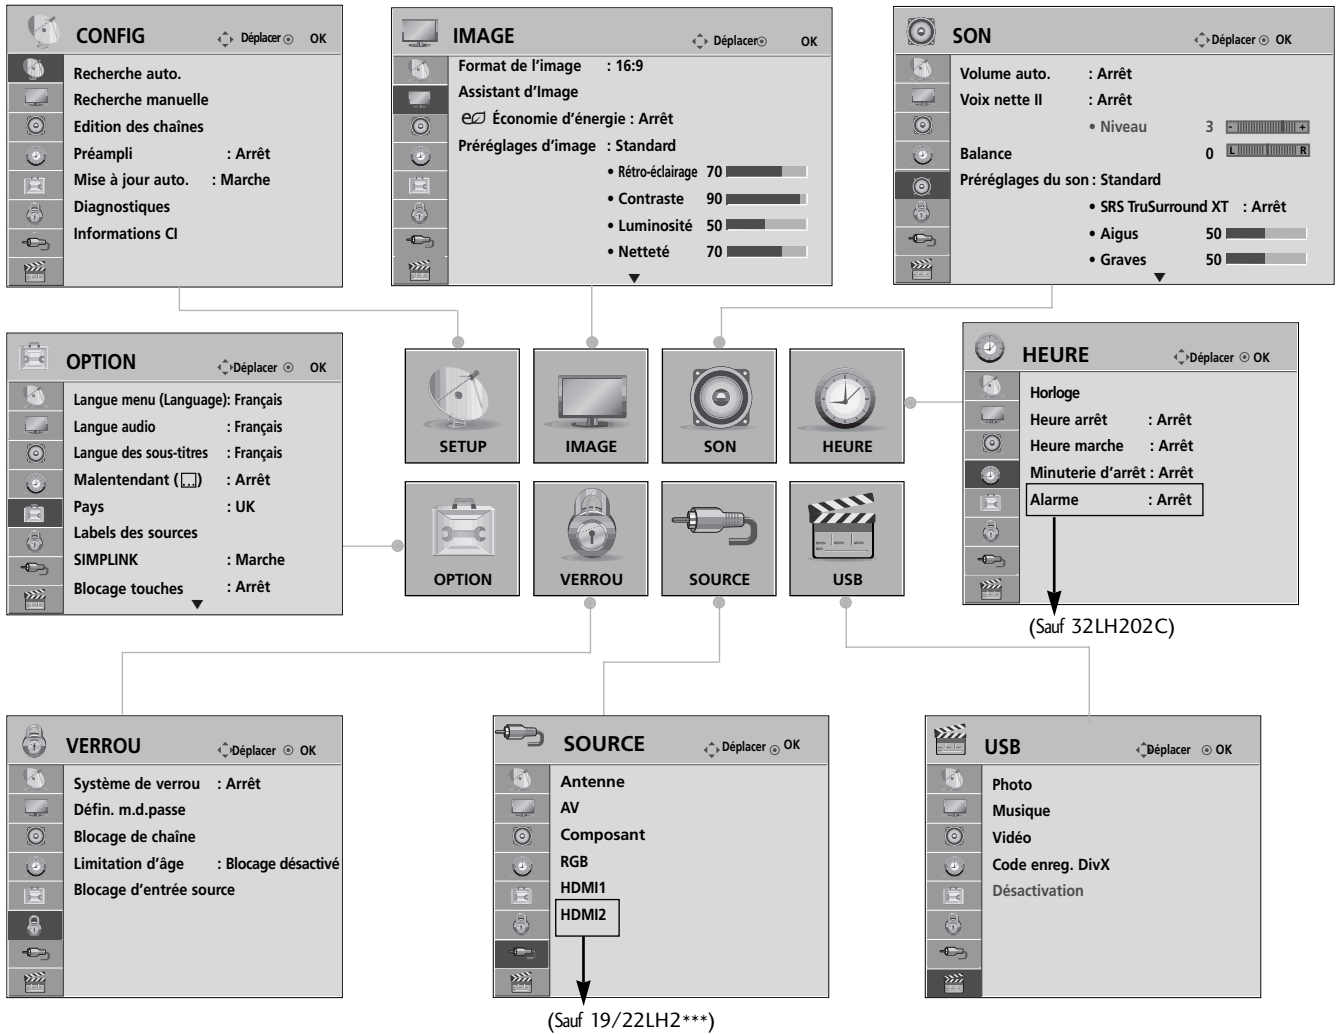 CONFIG Déplacer OK
Recherche auto.
Recherche manuelle
Edition des chaînes
Préampli : Arrêt
Mise à jour auto. : Marche
Diagnostiques
Informations CI
IMAGE Déplacer OK
Format de l'image : 16:9
Assistant d'Image
Économie d'énergie : Arrêt
Préréglages d'image : Standard
• Rétro-éclairage 70
• Contraste 90
• Luminosité 50
• Netteté 70
SON Déplacer OK
Volume auto. : Arrêt
Voix nette II : Arrêt
• Niveau 3 - +
Balance 0 L R
Préréglages du son : Standard
• SRS TruSurround XT : Arrêt
• Aigus 50
• Graves 50
OPTION Déplacer OK
Langue menu (Language): Français
Langue audio : Français
Langue des sous-titres : Français
Malentendant ( ) : Arrêt
Pays : UK
Labels des sources
SIMPLINK : Marche
Blocage touches : Arrêt
SETUP
IMAGE
SON
HEURE
OPTION
VERROU
SOURCE
USB
HEURE Déplacer OK
Horloge
Heure arrêt : Arrêt
Heure marche : Arrêt
Minuterie d'arrêt : Arrêt
Alarme : Arrêt
(Sauf 32LH202C)
VERROU Déplacer OK
Système de verrou : Arrêt
Défin. m.d.passe
Blocage de chaîne
Limitation d'âge : Blocage désactivé
Blocage d'entrée source
SOURCE Déplacer OK
Antenne
AV
Composant
RGB
HDMI1
HDMI2
(Sauf 19/22LH2***)
USB Déplacer OK
Photo
Musique
Vidéo
Code enreg. DivX
Désactivation